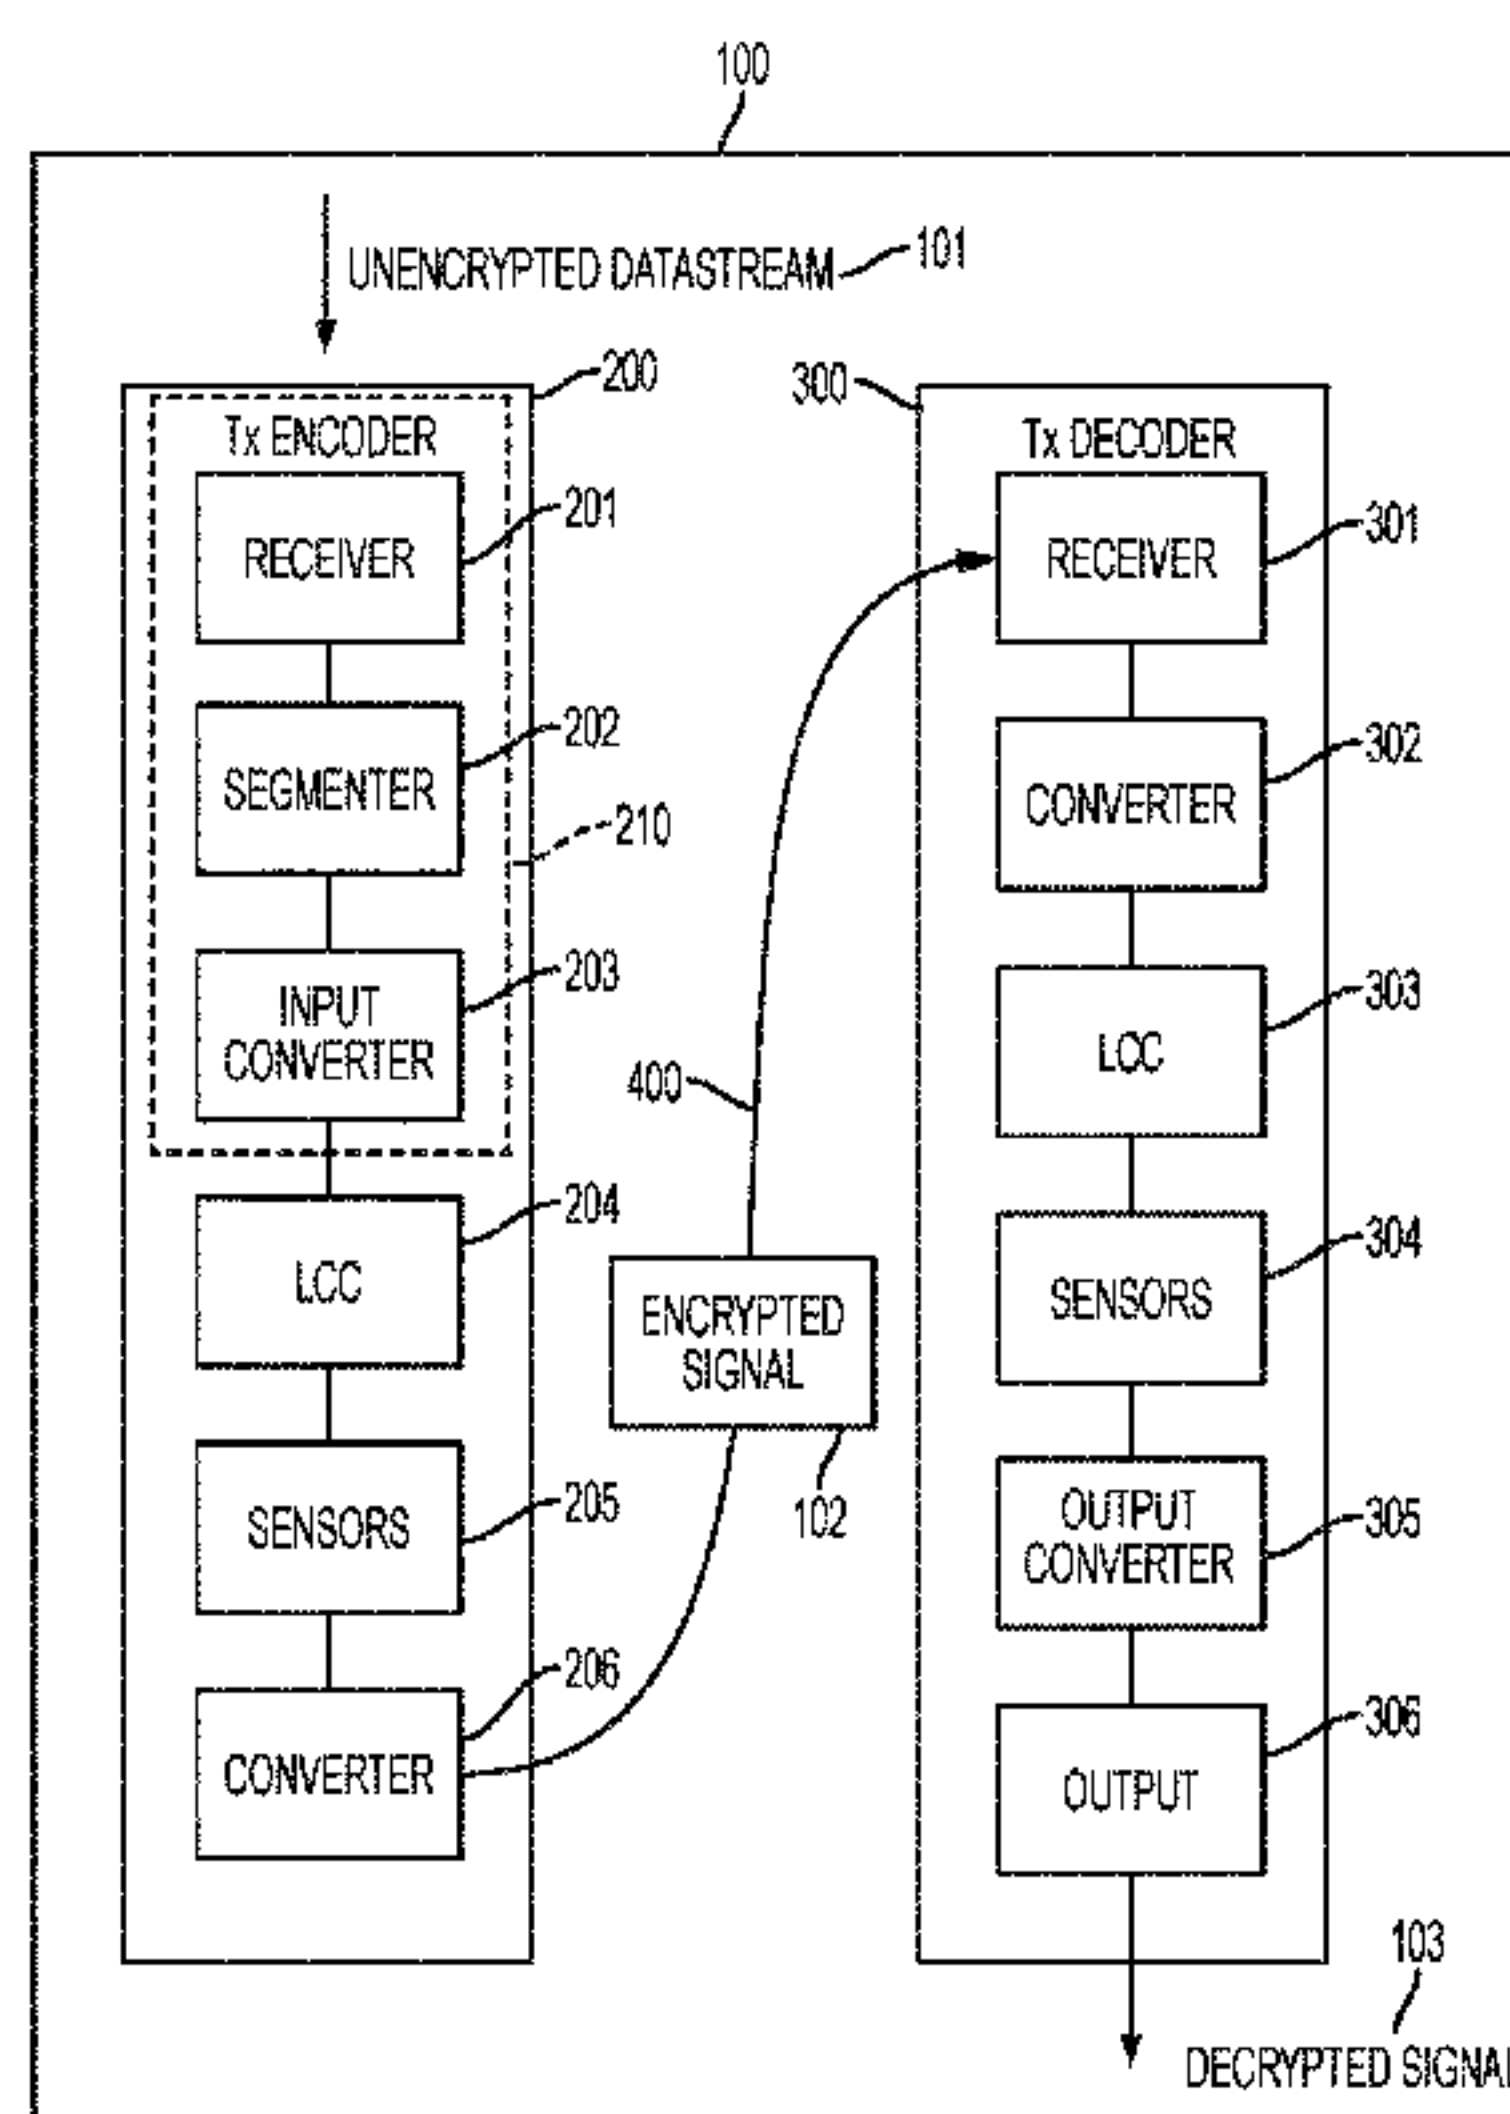 100
UNENCRYPTED DATASTREAM 101
200
300
Tx ENCODER
RECEIVER
201
SEGMENTER
202
210
INPUT
CONVERTER
203
LCC
204
SENSORS
205
CONVERTER
206
400
ENCRYPTED
SIGNAL
102
Tx DECODER
RECEIVER
301
CONVERTER
302
LCC
303
SENSORS
304
OUTPUT
CONVERTER
305
OUTPUT
306
103
DECRYPTED SIGNAL